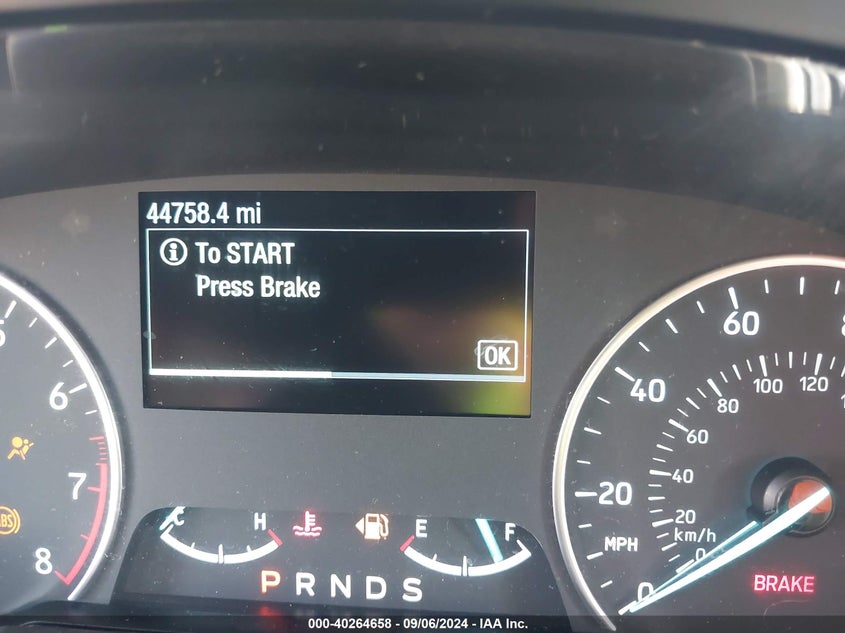 44758.4 mi
To START
Press Brake
OK
6
7
8
ABS
C
H
E
F
P R N D S
60
40
20
MPH
0
120
100
80
60
40
20
km/h
0
BRAKE
000-40264658 - 09/06/2024 - IAA Inc.